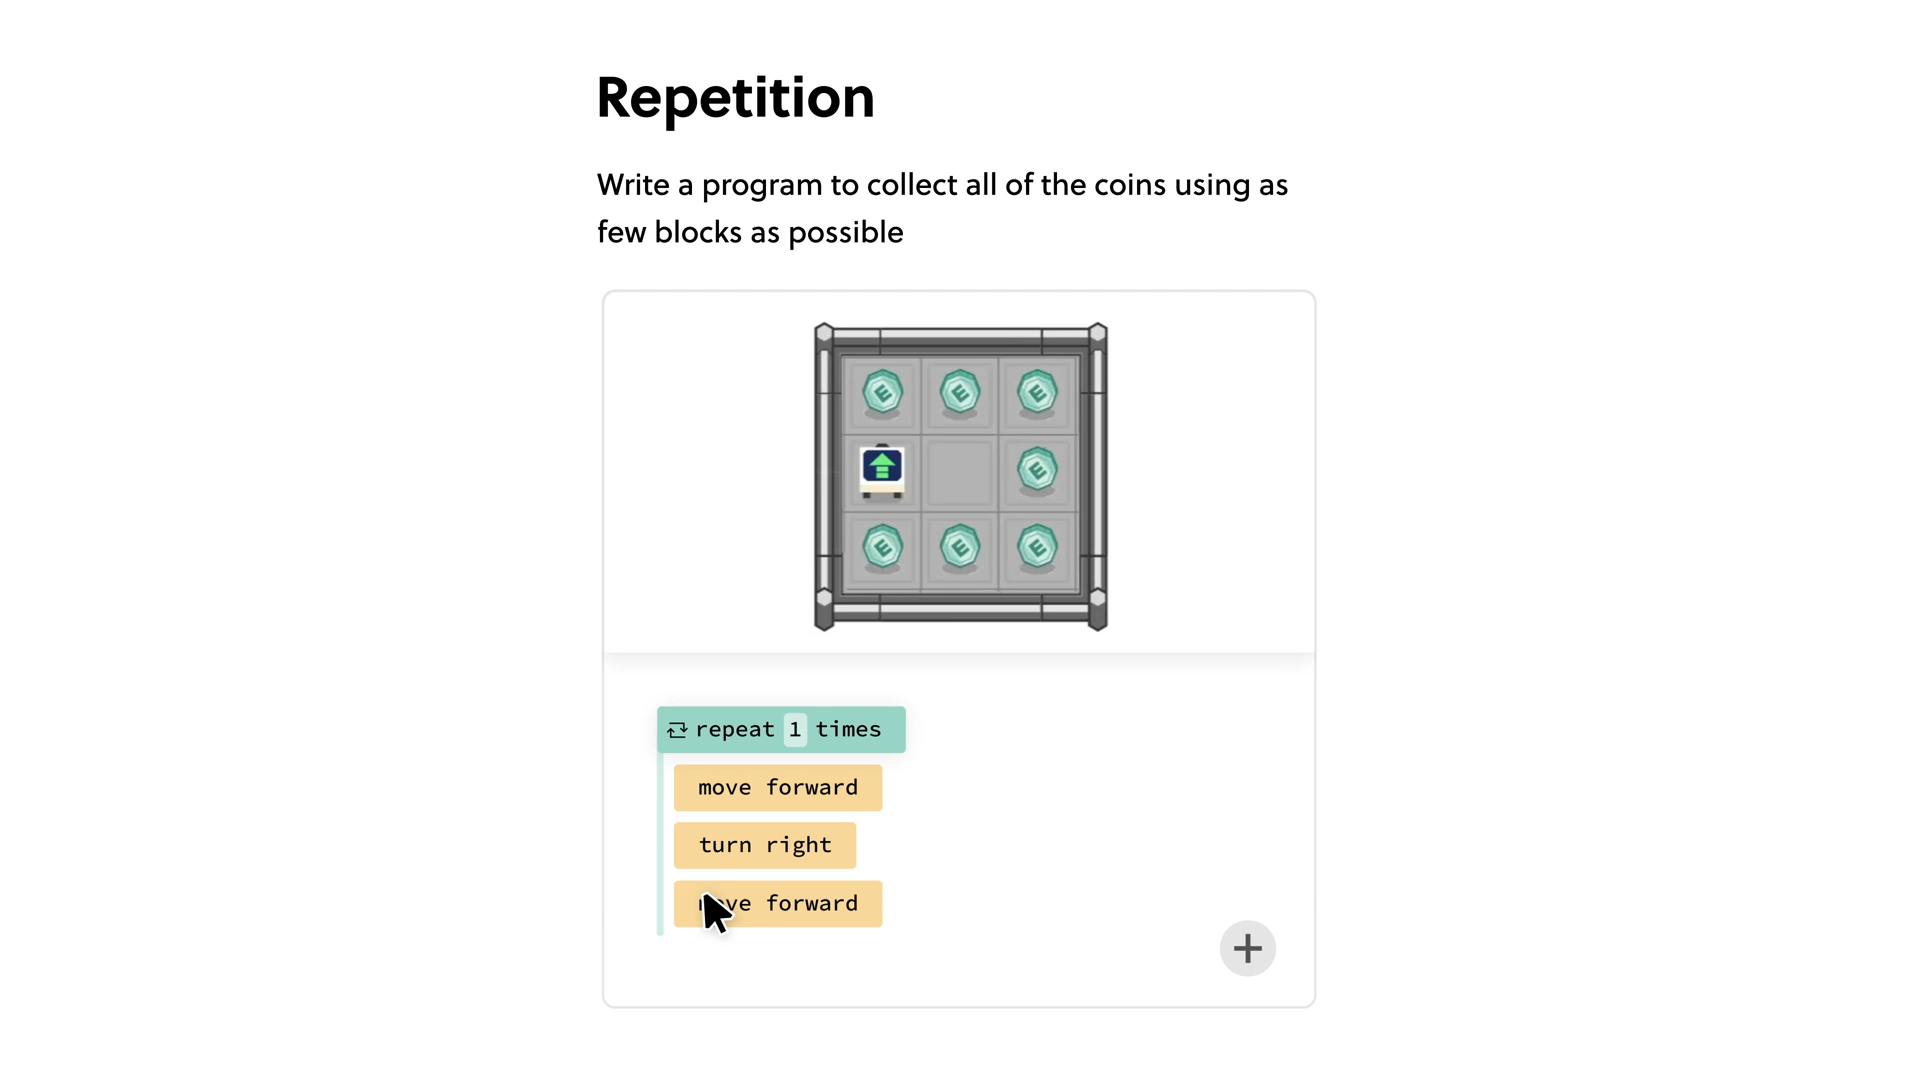 Repetition
Write a program to collect all of the coins using as
few blocks as possible
E E E
E
E E E
repeat 1 times
move forward
turn right
move forward